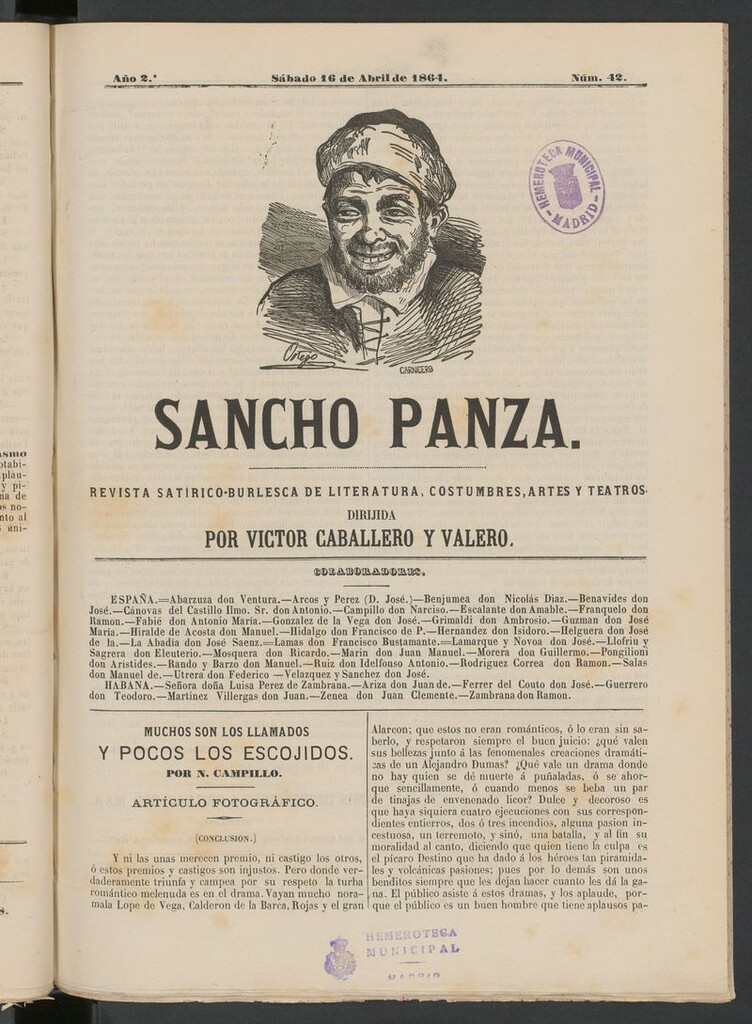 Año 2.° Sábado 16 de Abril de 1864. Núm. 42.
HEMEROTECA MUNICIPAL
MADRID
Ortego
CARNICERO
SANCHO PANZA.
REVISTA SATÍRICO-BURLESCA DE LITERATURA, COSTUMBRES, ARTES Y TEATROS.
DIRIJIDA
POR VICTOR CABALLERO Y VALERO.
COLABORADORES.
ESPAÑA.=Abarzuza don Ventura.—Arcos y Perez (D. José.)—Benjumea don Nicolás Diaz.—Benavides don
José.—Cánovas del Castillo Ilmo. Sr. don Antonio.—Campillo don Narciso.—Escalante don Amable.—Franquelo don
Ramon.—Fabié don Antonio María.—Gonzalez de la Vega don José.—Grimaldi don Ambrosio.—Guzman don José
María.—Hiralde de Acosta don Manuel.—Hidalgo don Francisco de P.—Hernandez don Isidoro.—Helguera don José
de la.—La Abadía don José Saenz.=Lamas don Francisco Bustamante.=Lamarque y Novoa don José.—Llofriu y
Sagrera don Eleuterio.—Mosquera don Ricardo.—Marin don Juan Manuel.—Morera don Guillermo.—Pongilioni
don Aristides.—Rando y Barzo don Manuel.—Ruiz don Idelfonso Antonio.—Rodriguez Correa don Ramon.—Salas
don Manuel de.—Utrera don Federico —Velazquez y Sanchez don José.
HABANA.—Señora doña Luisa Perez de Zambrana.—Ariza don Juan de.—Ferrer del Couto don José.—Guerrero
don Teodoro.—Martinez Villergas don Juan.—Zenea don Juan Clemente.—Zambrana don Ramon.
MUCHOS SON LOS LLAMADOS
Y POCOS LOS ESCOJIDOS.
POR N. CAMPILLO.
ARTÍCULO FOTOGRÁFICO.
(CONCLUSION.)
Y ni las unas merecen premio, ni castigo los otros,
ó estos premios y castigos son injustos. Pero donde ver-
daderamente triunfa y campea por su respeto la turba
romántico melenuda es en el drama. Vayan mucho nora-
mala Lope de Vega, Calderon de la Barca, Rojas y el gran
Alarcon; que estos no eran románticos, ó lo eran sin sa-
berlo, y respetaron siempre el buen juicio: ¿qué valen
sus bellezas junto á las fenomenales creaciones dramáti-
cas de un Alejandro Dumas? ¿Qué vale un drama donde
no hay quien se dé muerte á puñaladas, ó se ahor-
que sencillamente, ó cuando menos se beba un par
de tinajas de envenenado licor? Dulce y decoroso es
que haya siquiera cuatro ejecuciones con sus correspon-
dientes entierros, dos ó tres incendios, alguna pasion in-
cestuosa, un terremoto, y sinó, una batalla, y al fin su
moralidad al canto, diciendo que quien tiene la culpa es
el pícaro Destino que ha dado á los héroes tan piramida-
les y volcánicas pasiones; pues por lo demás son unos
benditos siempre que les dejan hacer cuanto les dá la ga-
na. El público asiste á estos dramas, y los aplaude, por-
que el público es un buen hombre que tiene aplausos pa-
HEMEROTECA
MUNICIPAL
MADRID